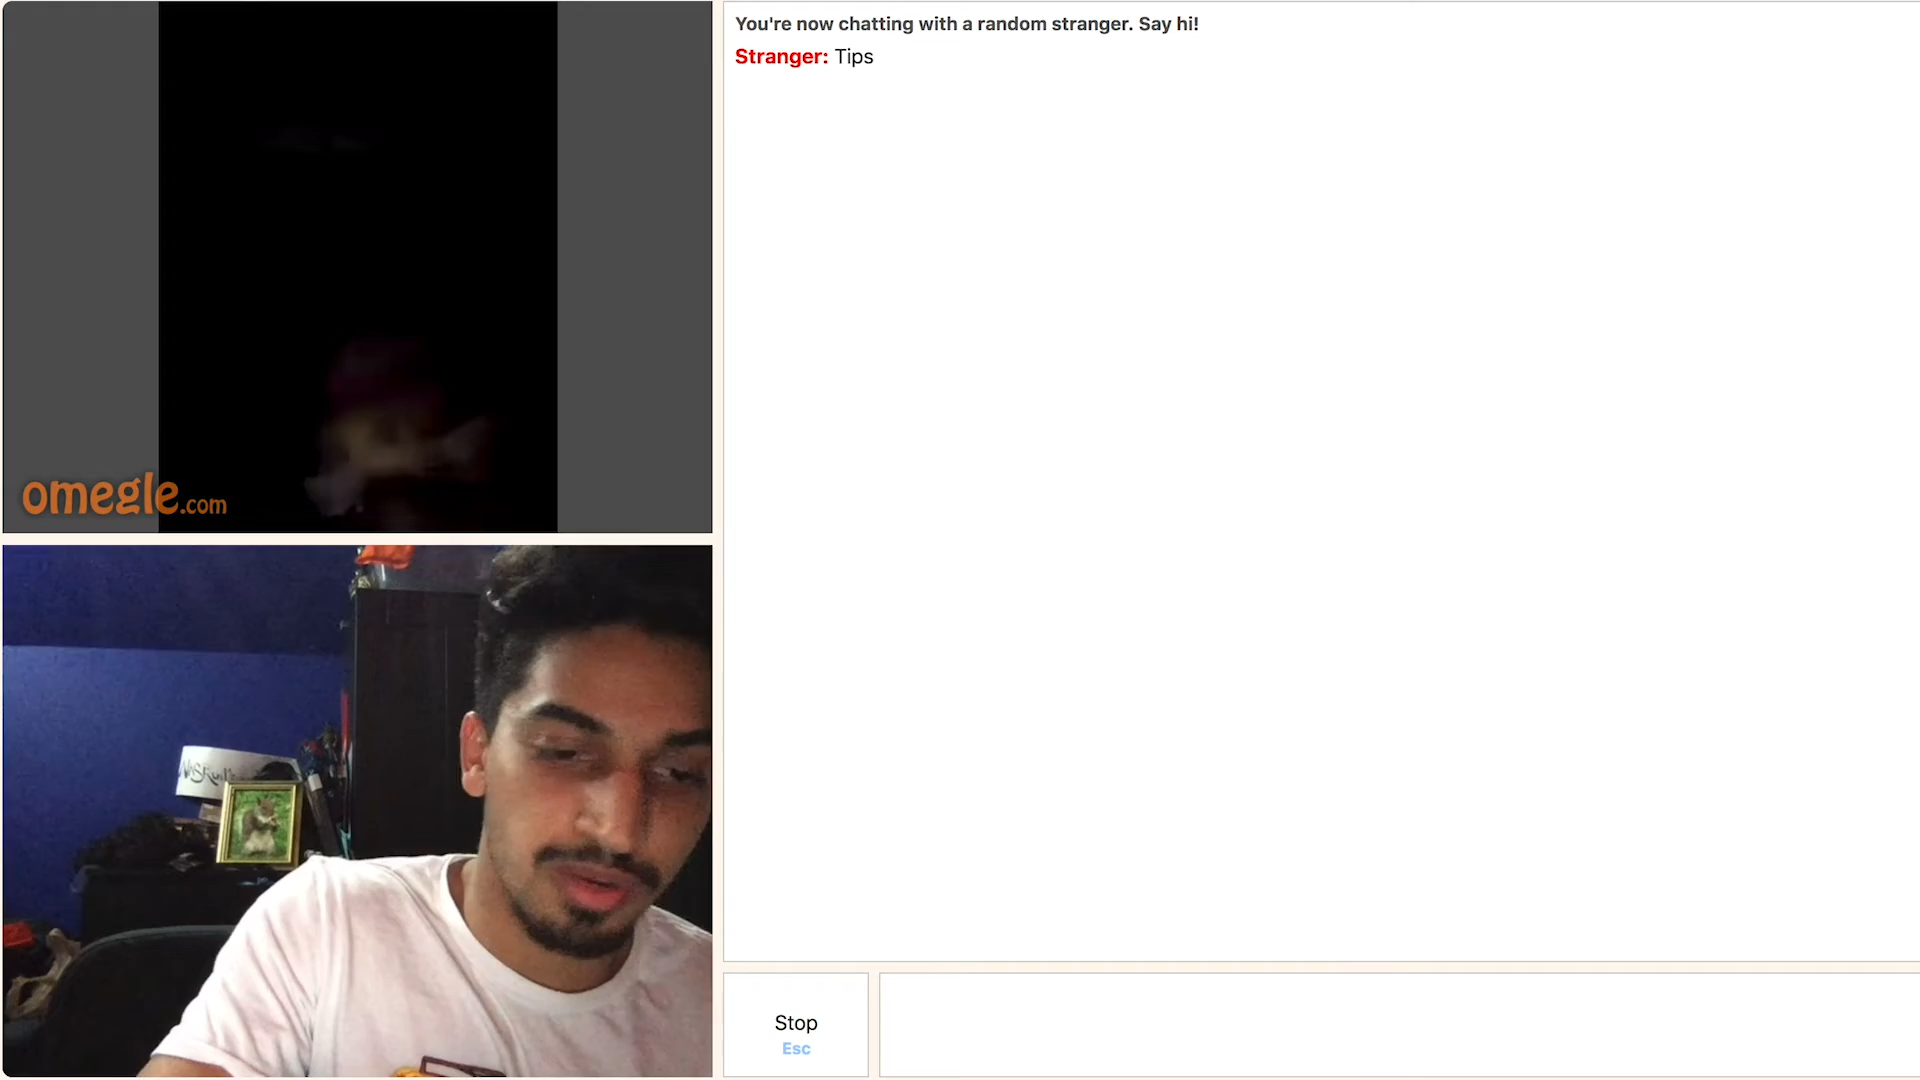 You're now chatting with a random stranger. Say hi!
Stranger: Tips
omegle.com
Stop
Esc